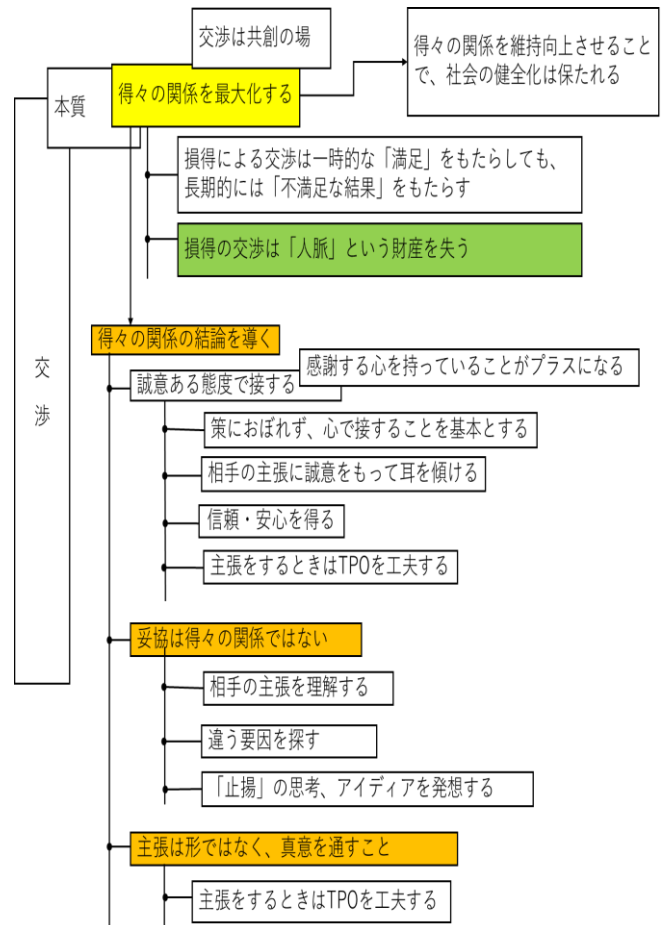 交渉は共創の場
本質
得々の関係を最大化する
得々の関係を維持向上させること
で、社会の健全化は保たれる
損得による交渉は一時的な「満足」をもたらしても、
長期的には「不満足な結果」をもたらす
損得の交渉は「人脈」という財産を失う
交
渉
得々の関係の結論を導く
感謝する心を持っていることがプラスになる
誠意ある態度で接する
策におぼれず、心で接することを基本とする
相手の主張に誠意をもって耳を傾ける
信頼・安心を得る
主張をするときはTPOを工夫する
妥協は得々の関係ではない
相手の主張を理解する
違う要因を探す
「止揚」の思考、アイディアを発想する
主張は形ではなく、真意を通すこと
主張をするときはTPOを工夫する